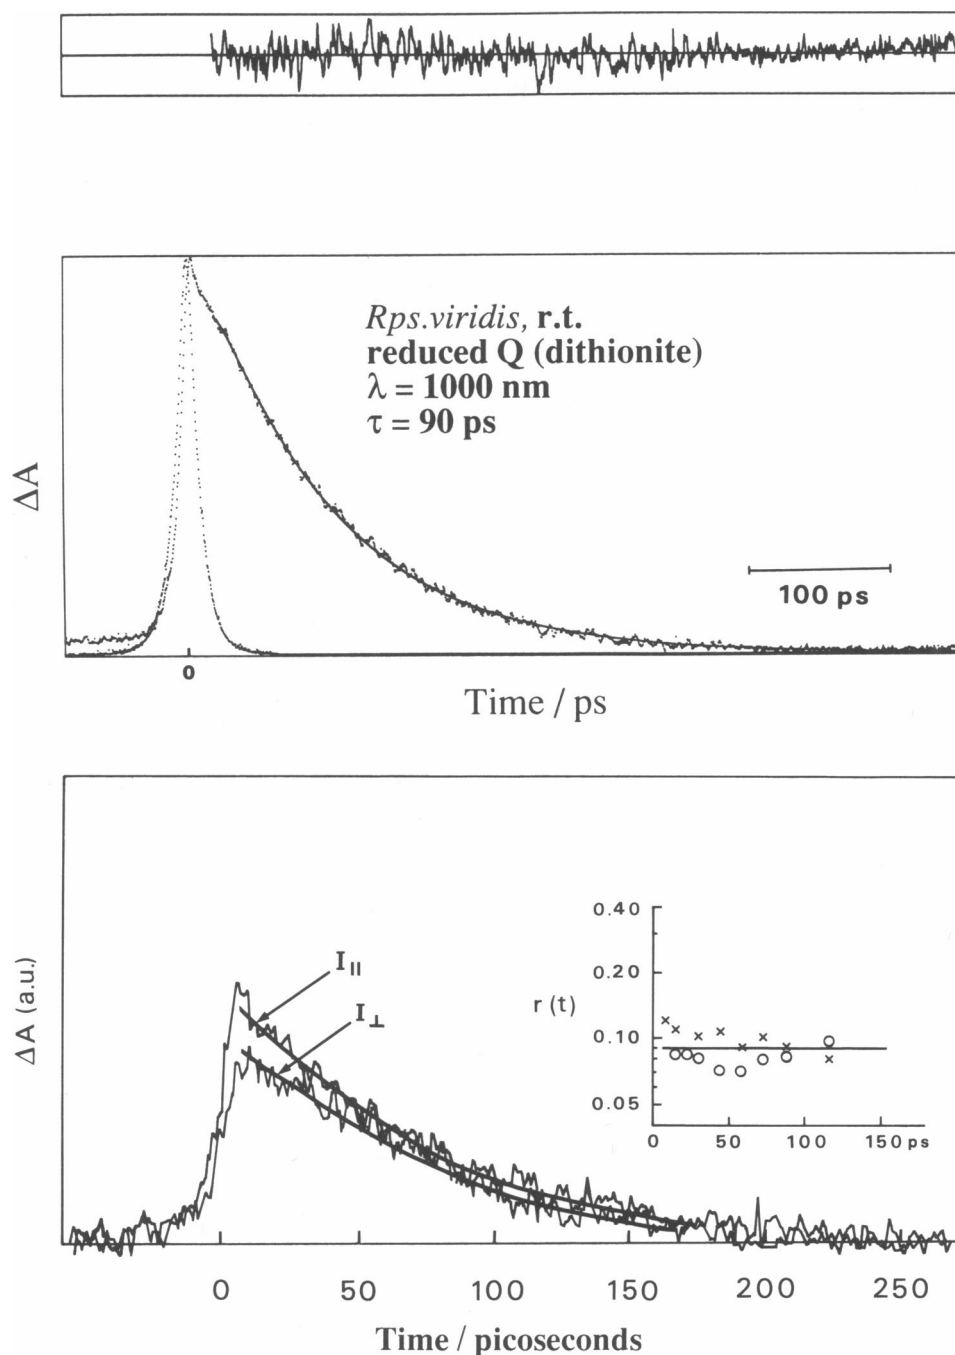 Rps.viridis, r.t.
reduced Q (dithionite)
λ = 1000 nm
τ = 90 ps
ΔA
100 ps
0
Time / ps
I||
I⊥
ΔA (a.u.)
r (t)
0.40
0.20
0.10
0.05
0 50 100 150 ps
0 50 100 150 200 250
Time / picoseconds